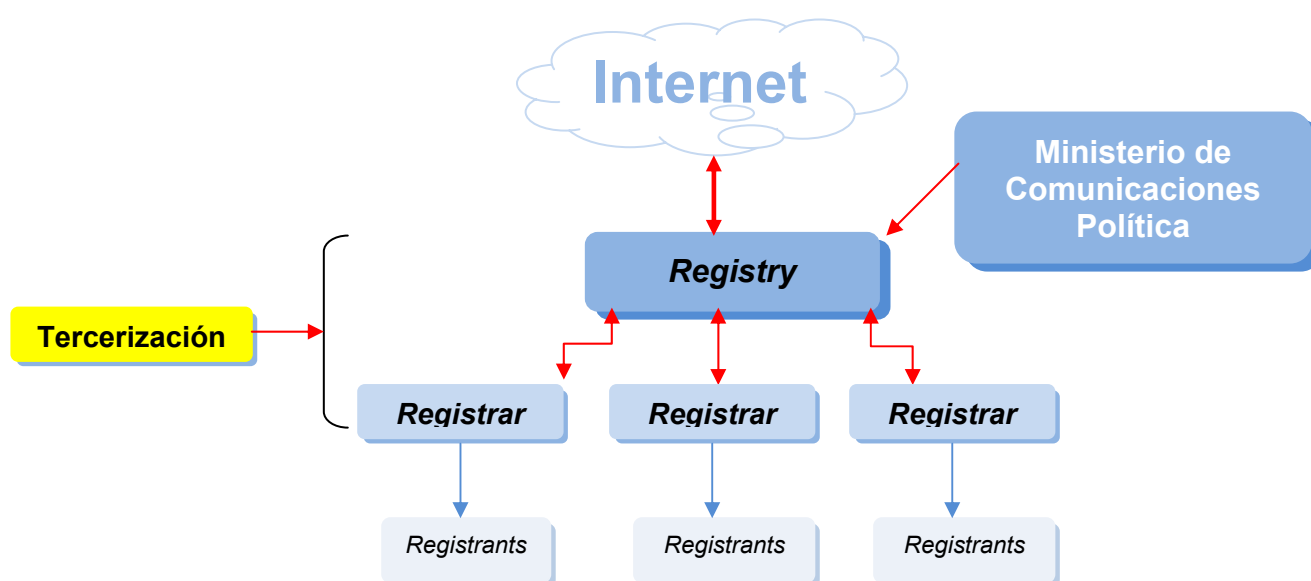 Internet
Ministerio de
Comunicaciones
Política
Registry
Tercerización
Registrar
Registrar
Registrar
Registrants
Registrants
Registrants